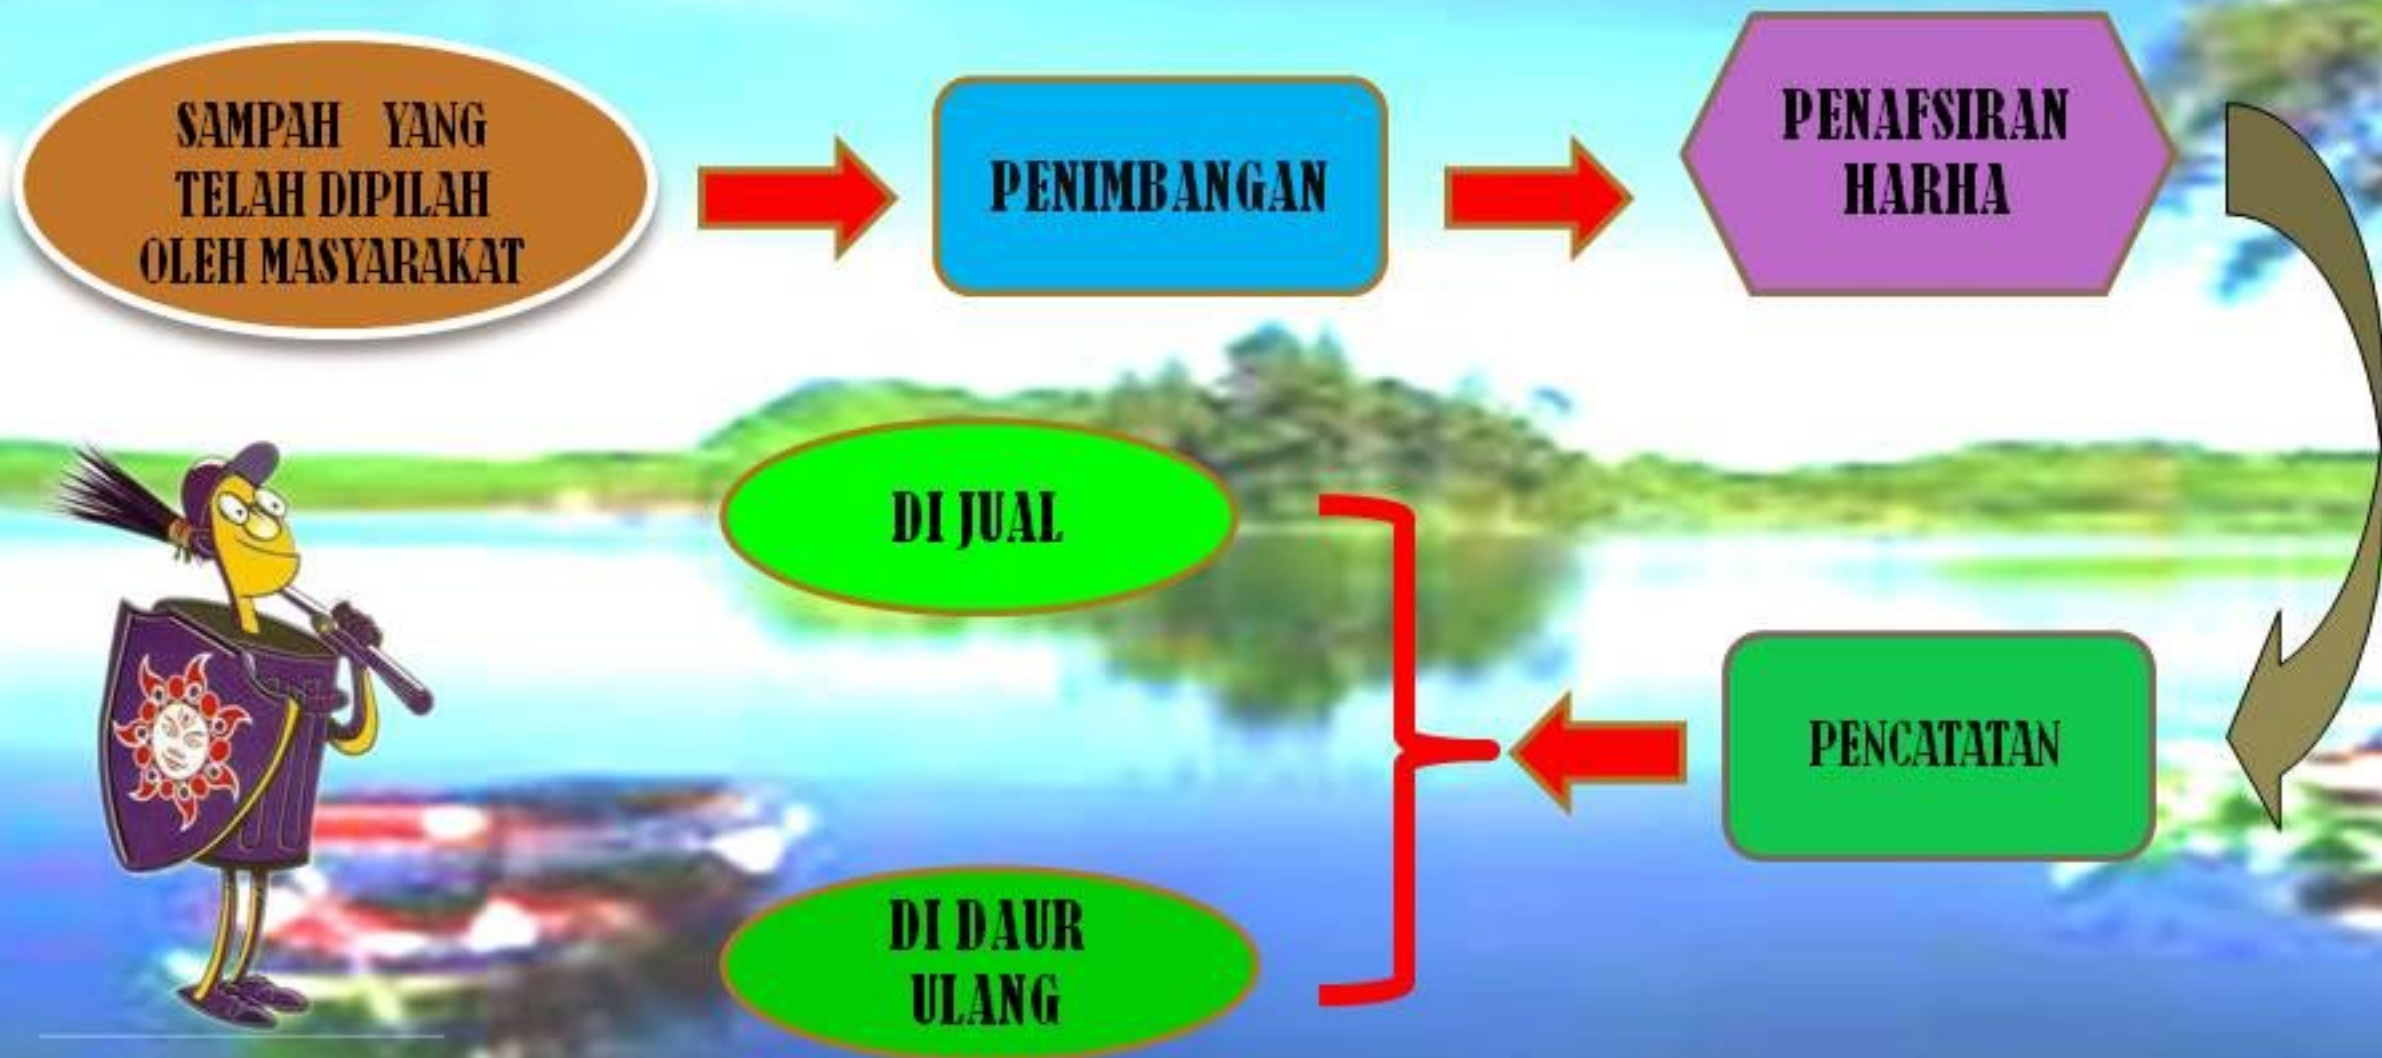 SAMPAH YANG
TELAH DIPILAH
OLEH MASYARAKAT
PENIMBANGAN
PENAFSIRAN
HARHA
PENCATATAN
DI JUAL
DI DAUR
ULANG